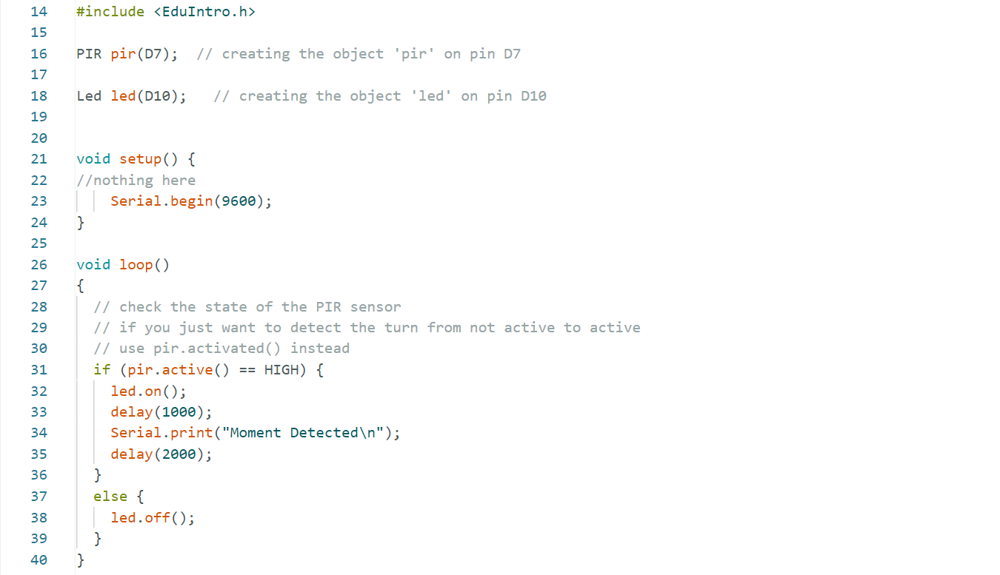 14 #include <EduIntro.h>
15
16 PIR pir(D7);  // creating the object 'pir' on pin D7
17
18 Led led(D10);   // creating the object 'led' on pin D10
19
20
21 void setup() {
22 //nothing here
23     Serial.begin(9600);
24 }
25
26 void loop()
27 {
28   // check the state of the PIR sensor
29   // if you just want to detect the turn from not active to active
30   // use pir.activated() instead
31   if (pir.active() == HIGH) {
32     led.on();
33     delay(1000);
34     Serial.print("Moment Detected\n");
35     delay(2000);
36   }
37   else {
38     led.off();
39   }
40 }